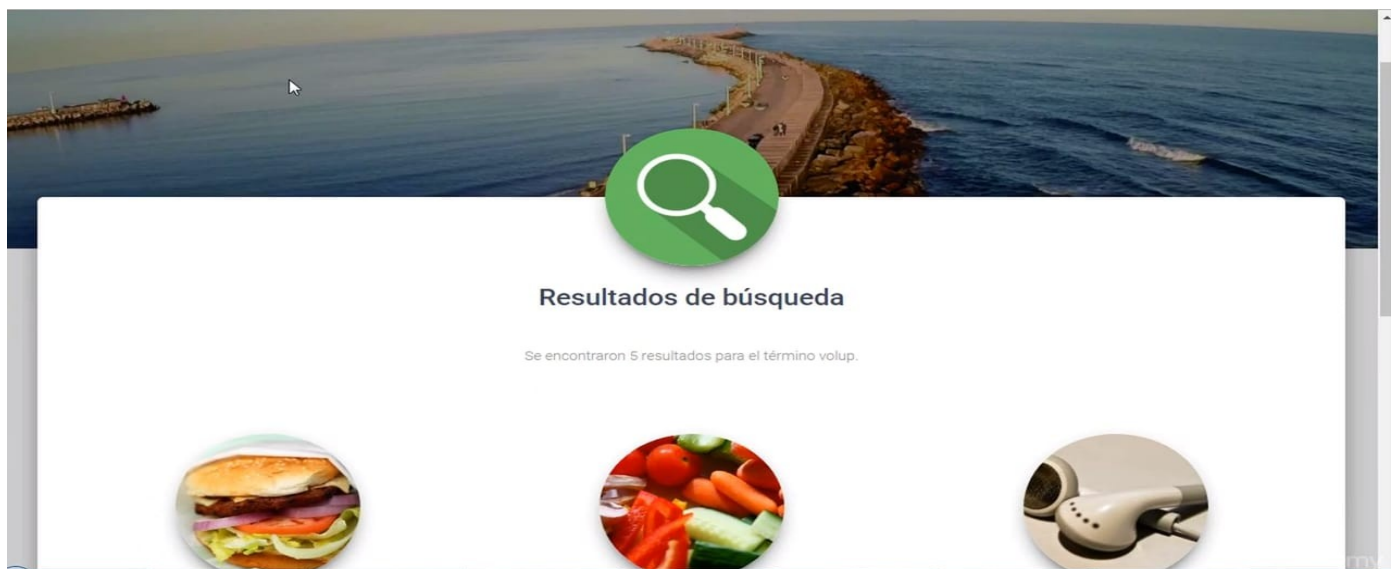 Resultados de búsqueda
Se encontraron 5 resultados para el término volup.